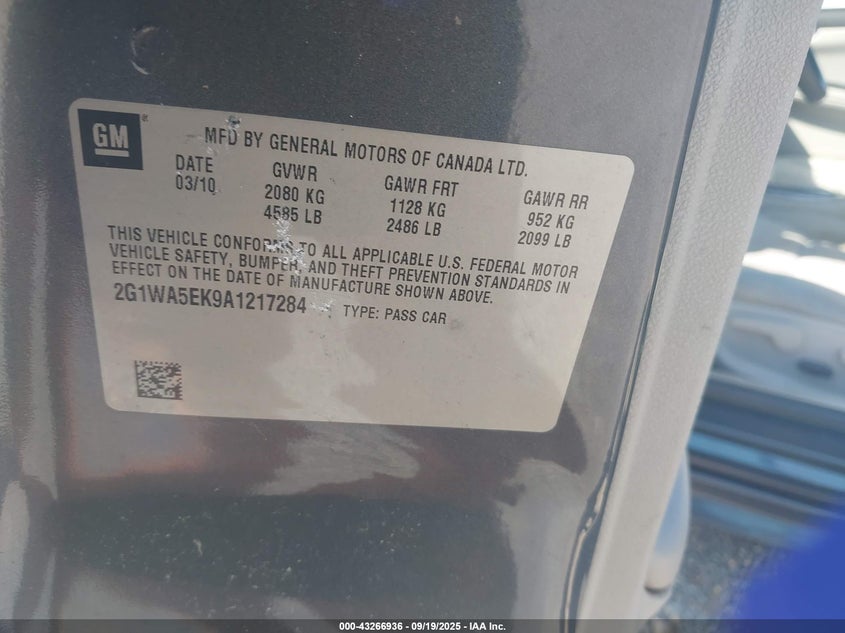 GM
MFD BY GENERAL MOTORS OF CANADA LTD.
DATE GVWR GAWR FRT GAWR RR
03/10 2080 KG 1128 KG 952 KG
4585 LB 2486 LB 2099 LB
THIS VEHICLE CONFORMS TO ALL APPLICABLE U.S. FEDERAL MOTOR
VEHICLE SAFETY, BUMPER, AND THEFT PREVENTION STANDARDS IN
EFFECT ON THE DATE OF MANUFACTURE SHOWN ABOVE.
2G1WA5EK9A1217284 TYPE: PASS CAR
000-43266936 - 09/19/2025 - IAA Inc.